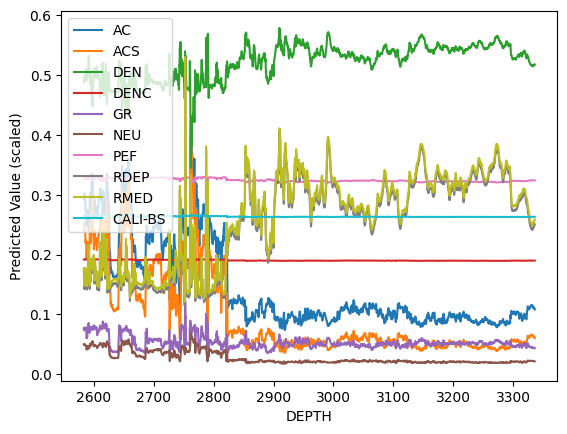 0.6
0.5
0.4
0.3
0.2
0.1
0.0
Predicted Value (scaled)
AC
ACS
DEN
DENC
GR
NEU
PEF
RDEP
RMED
CALI-BS
2600 2700 2800 2900 3000 3100 3200 3300
DEPTH